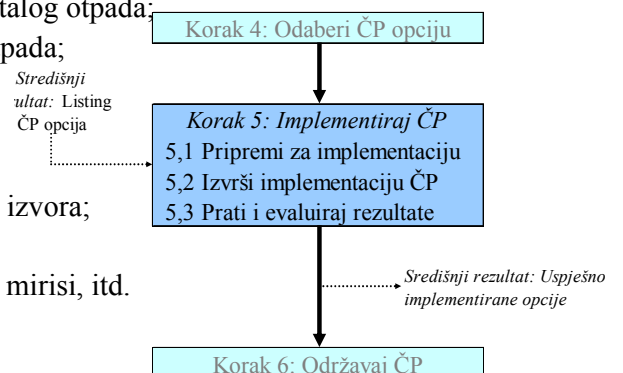 talog otpada;
pada;
Korak 4: Odaberi ČP opciju
Stredišnji
ultat: Listing
ČP opcija
Korak 5: Implementiraj ČP
5,1 Pripremi za implementaciju
5,2 Izvrši implementaciju ČP
5,3 Prati i evaluiraj rezultate
izvora;
mirisi, itd.
Središnji rezultat: Uspješno
implementirane opcije
Korak 6: Održavaj ČP